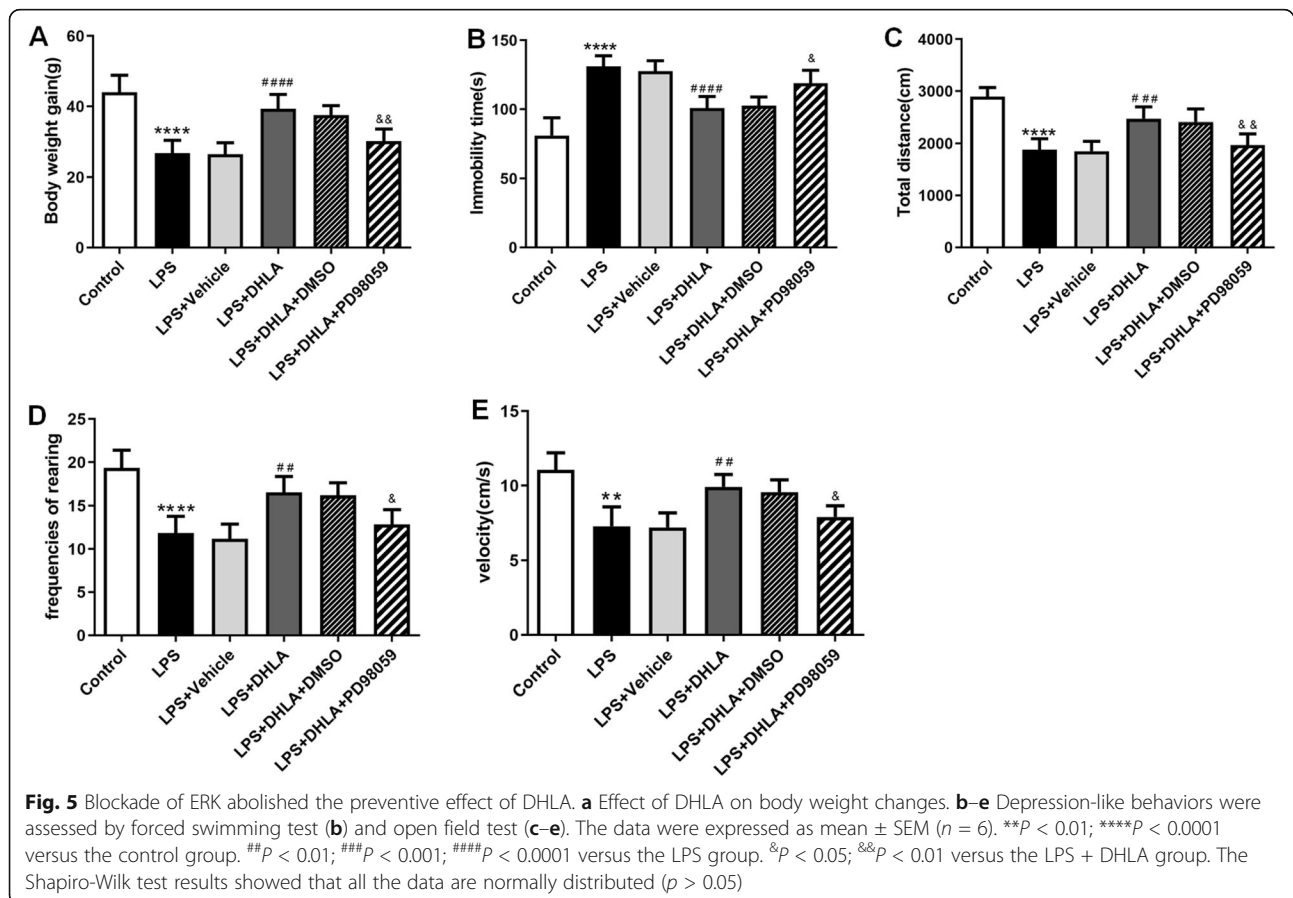 A
Body weight gain(g)
60
40
20
0
****
####
&&
Control
LPS
LPS+Vehicle
LPS+DHLA
LPS+DHLA+DMSO
LPS+DHLA+PD98059
B
Immobility time(s)
150
100
50
0
****
####
&
Control
LPS
LPS+Vehicle
LPS+DHLA
LPS+DHLA+DMSO
LPS+DHLA+PD98059
C
Total distance(cm)
4000
3000
2000
1000
0
****
# ##
& &
Control
LPS
LPS+Vehicle
LPS+DHLA
LPS+DHLA+DMSO
LPS+DHLA+PD98059
D
frequencies of rearing
25
20
15
10
5
0
****
# #
&
Control
LPS
LPS+Vehicle
LPS+DHLA
LPS+DHLA+DMSO
LPS+DHLA+PD98059
E
velocity(cm/s)
15
10
5
0
**
# #
&
Control
LPS
LPS+Vehicle
LPS+DHLA
LPS+DHLA+DMSO
LPS+DHLA+PD98059
Fig. 5 Blockade of ERK abolished the preventive effect of DHLA. a Effect of DHLA on body weight changes. b–e Depression-like behaviors were
assessed by forced swimming test (b) and open field test (c–e). The data were expressed as mean ± SEM (n = 6). **P < 0.01; ****P < 0.0001
versus the control group. ##P < 0.01; ###P < 0.001; ####P < 0.0001 versus the LPS group. &P < 0.05; &&P < 0.01 versus the LPS + DHLA group. The
Shapiro-Wilk test results showed that all the data are normally distributed (p > 0.05)